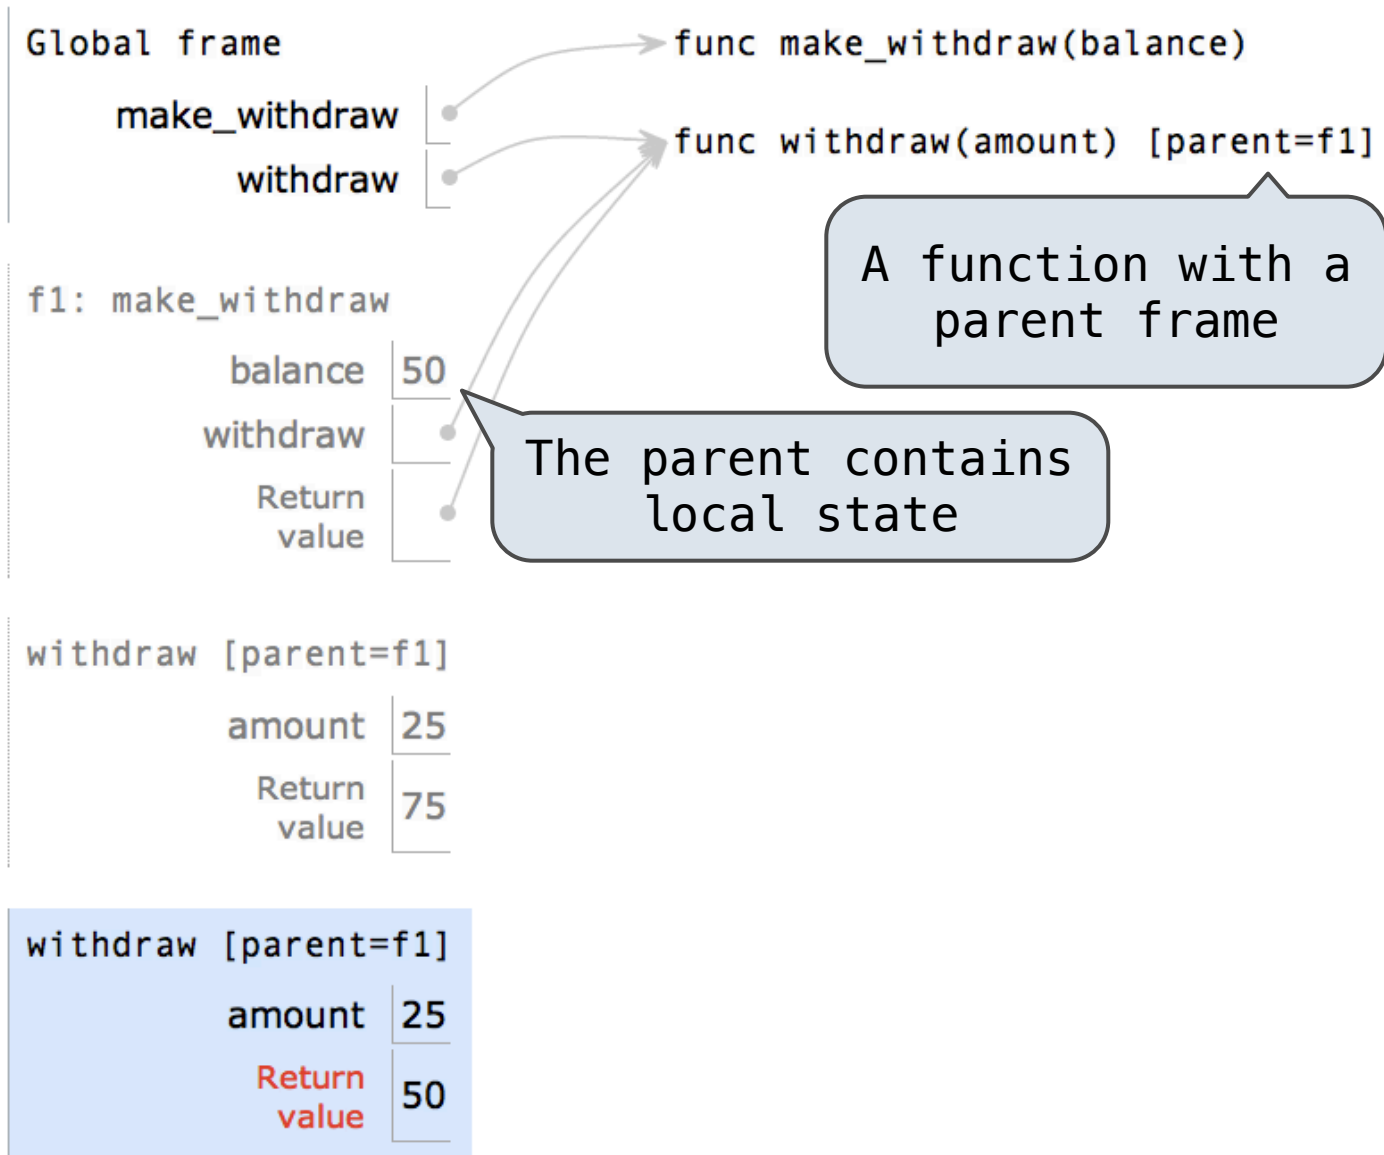 Global frame
func make_withdraw(balance)
make_withdraw
func withdraw(amount) [parent=f1]
withdraw
A function with a
parent frame
f1: make_withdraw
balance 50
withdraw
The parent contains
local state
Return
value
withdraw [parent=f1]
amount 25
Return
value 75
withdraw [parent=f1]
amount 25
Return
value 50